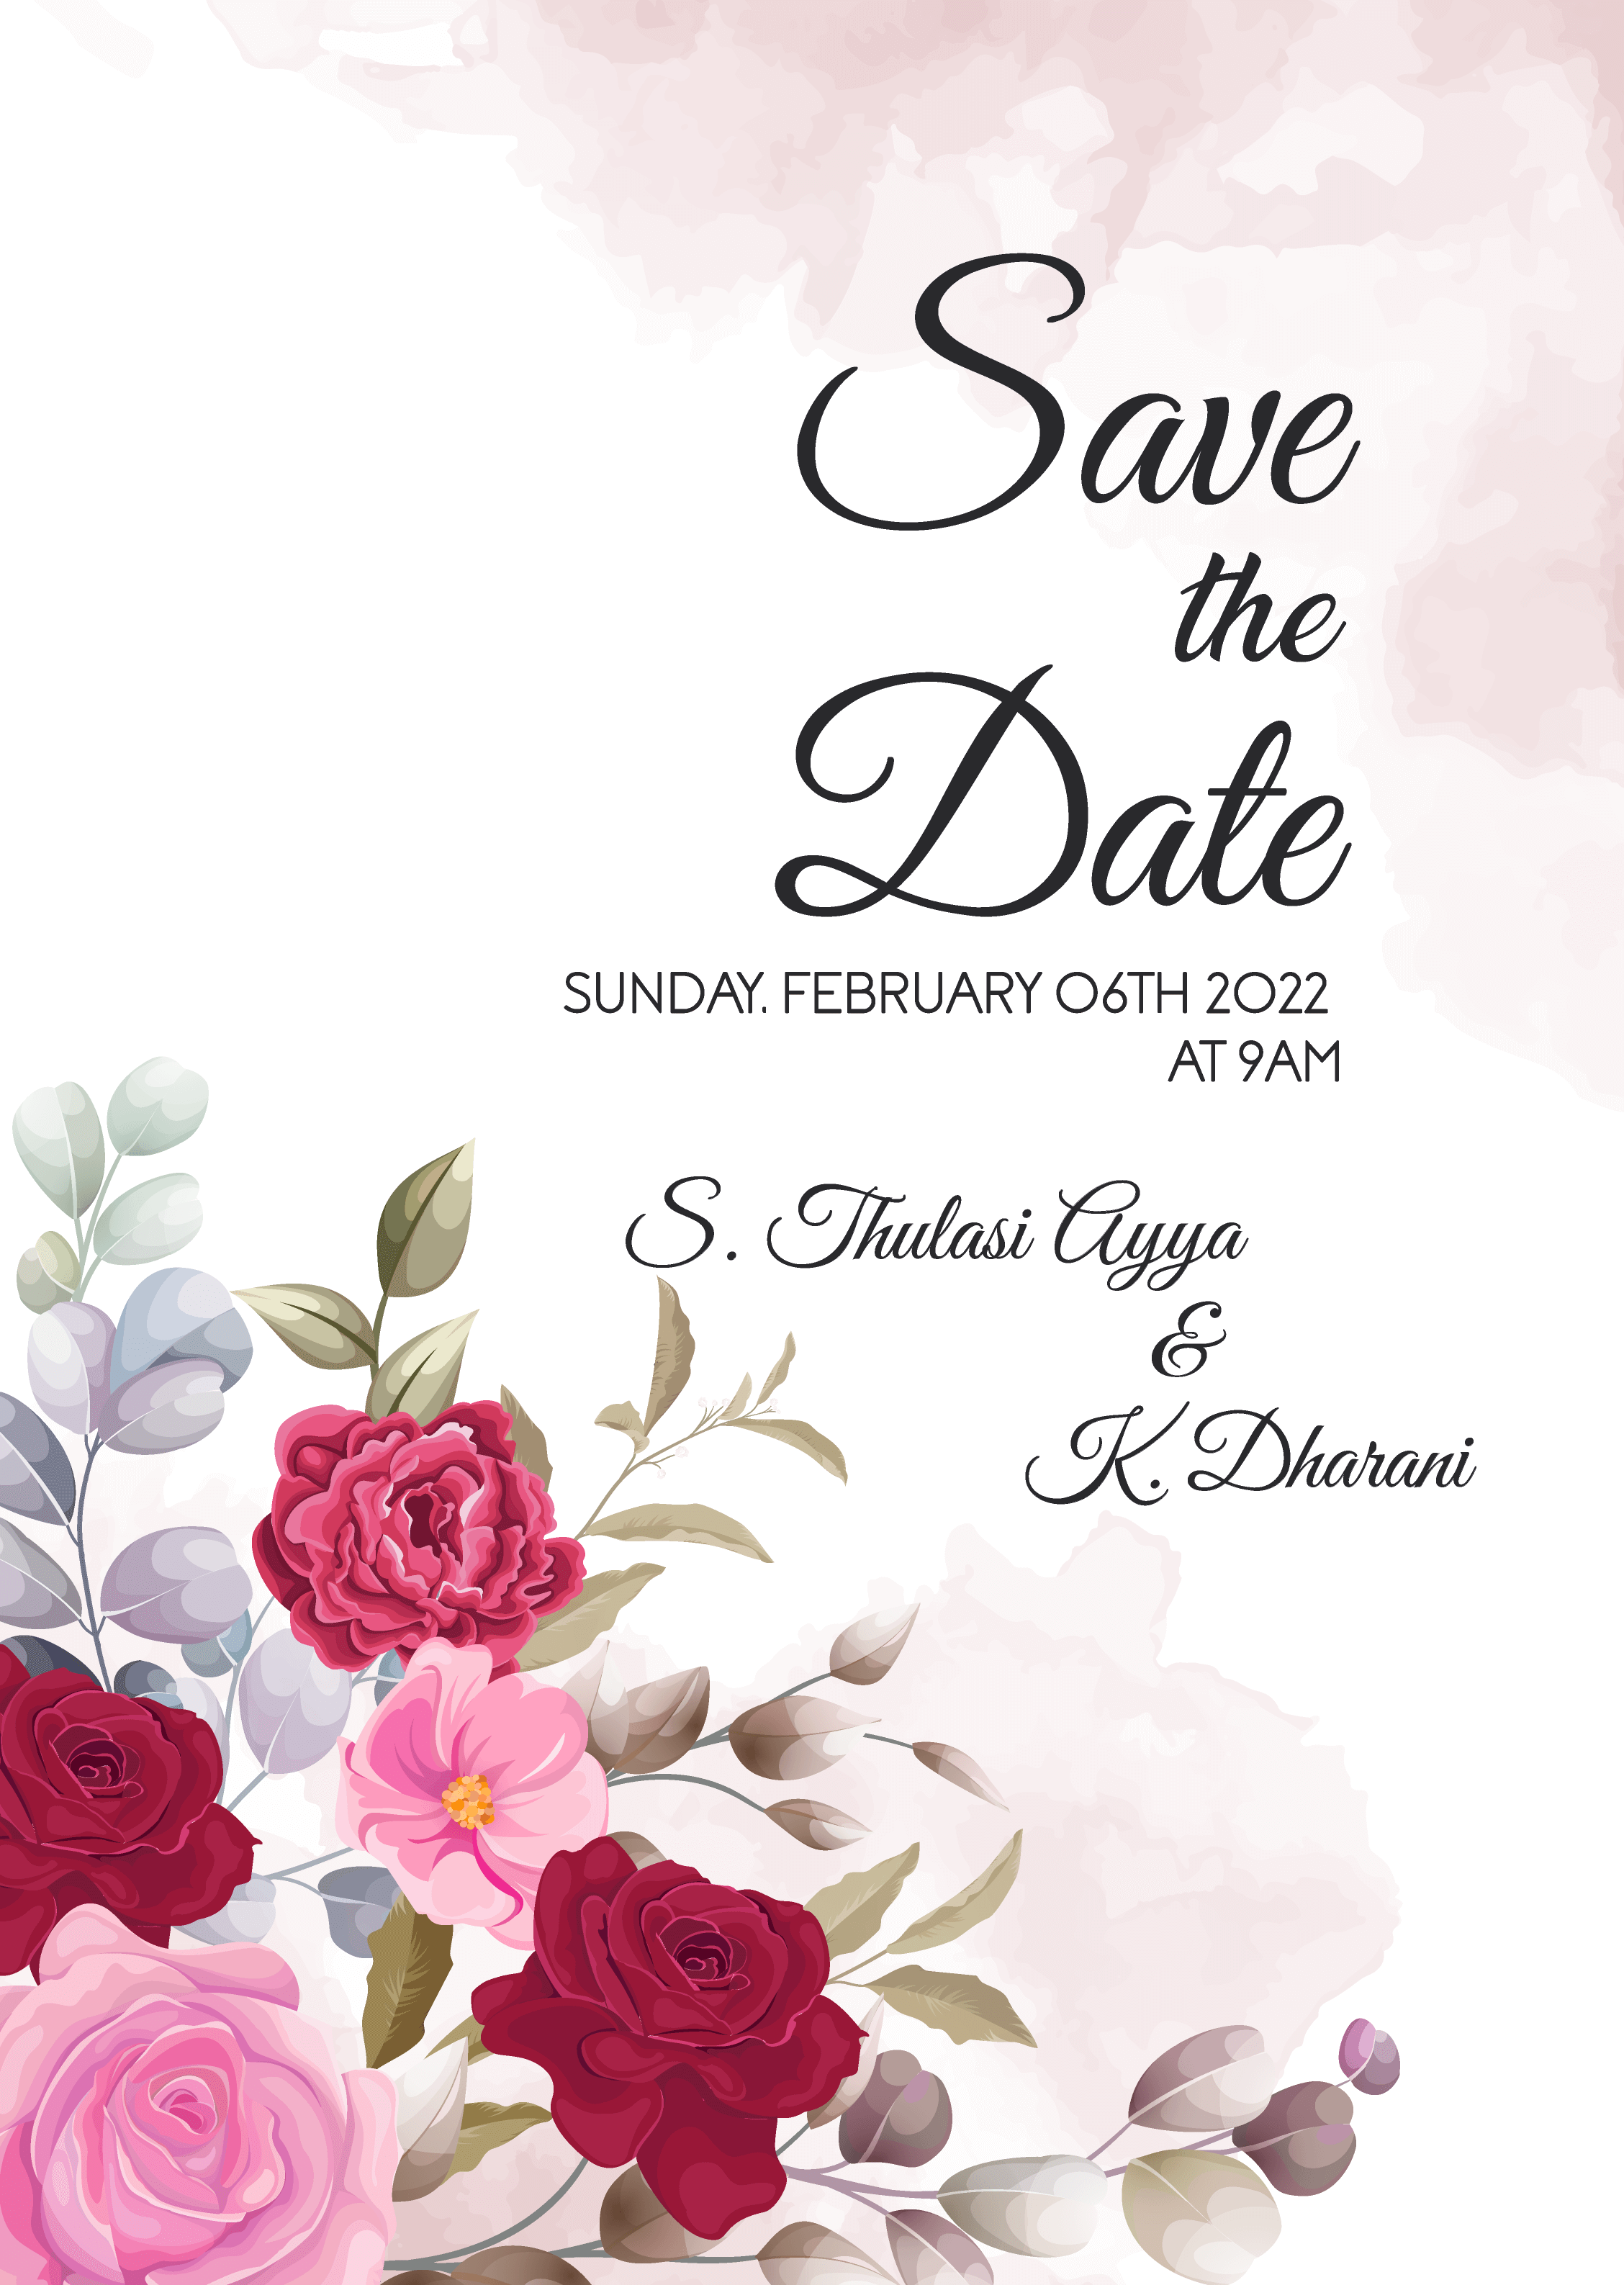 Save
the
Date
SUNDAY. FEBRUARY 06TH 2022
AT 9AM
S. Thulasi Ayya
&
K. Dharani